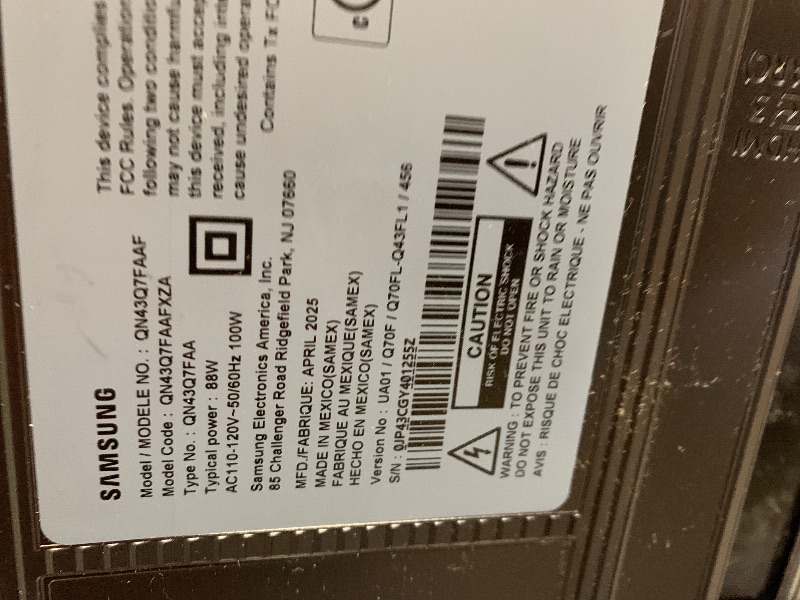 SAMSUNG
Model / MODELE NO. : QN43Q7FAAF
Model Code : QN43Q7FAAFXZA
Type No : QN43Q7FAA
Typical power : 88W
AC110-120V~50/60Hz 100W
Samsung Electronics America, Inc.
85 Challenger Road Ridgefield Park, NJ 07660
MFD./FABRIQUE: APRIL 2025
MADE IN MEXICO(SAMEX)
FABRIQUE AU MEXIQUE(SAMEX)
HECHO EN MEXICO(SAMEX)
Version No : UA01 / Q70F / Q70FL-Q43FL1 / 456
S/N : 0JP43CGY401255Z
CAUTION
RISK OF ELECTRIC SHOCK
DO NOT OPEN
WARNING : TO PREVENT FIRE OR SHOCK HAZARD
DO NOT EXPOSE THIS UNIT TO RAIN OR MOISTURE
AVIS : RISQUE DE CHOC ELECTRIQUE - NE PAS OUVRIR
This device complies
FCC Rules. Operation
following two conditio
may not cause harmfu
this device must accep
received, including int
cause undesired opera
Contains Tx FC